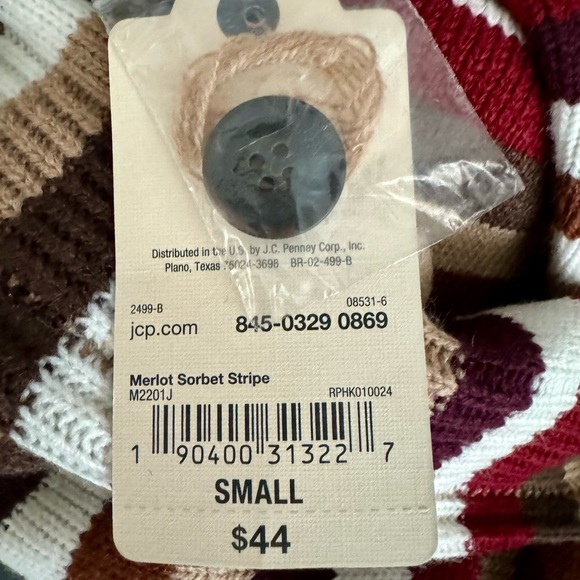 Distributed in the U.S. by J.C. Penney Corp., Inc.
Plano, Texas 75024-3698 BR-02-499-B
2499-B 08531-6
jcp.com 845-0329 0869
Merlot Sorbet Stripe
M2201J RPHK010024
1 90400 31322 7
SMALL
$44